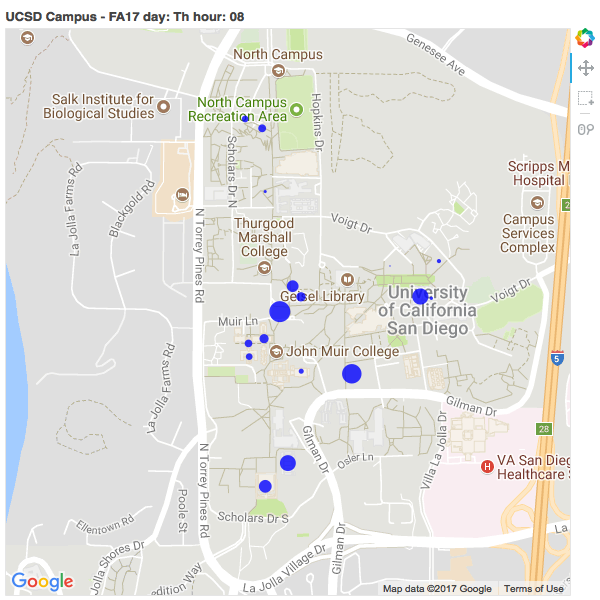 UCSD Campus - FA17 day: Th hour: 08
Genesee Ave
North Campus
Salk Institute for
Biological Studies
North Campus
Recreation Area
Hopkins Dr
Scripps M
Hospital
La Jolla Farms Rd
Blackgold Rd
Scholars Dr N
2
Campus
Services
Complex
N Torrey Pines Rd
Voigt Dr
Thurgood
Marshall
College
Voigt Dr
Geisel Library
University
of California
San Diego
Muir Ln
John Muir College
5
La Jolla Farms Rd
Gilman Dr
Villa La Jolla Dr
28
Gilman Dr
Osler Ln
VA San Dieg
Healthcare S
N Torrey Pines Rd
Poole St
Ellentown Rd
Scholars Dr S
La
Gilman Dr
La Jolla Shores Dr
La Jolla Village Dr
edition Way
Google
Map data ©2017 Google
Terms of Use